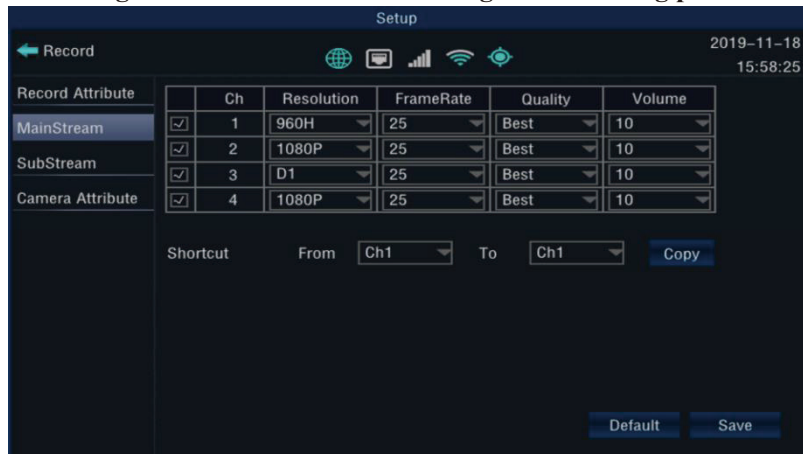 Setup
Record
2019-11-18
15:58:25
Record Attribute
MainStream
SubStream
Camera Attribute
Ch Resolution FrameRate Quality Volume
1 960H 25 Best 10
2 1080P 25 Best 10
3 D1 25 Best 10
4 1080P 25 Best 10
Shortcut From Ch1 To Ch1 Copy
Default Save